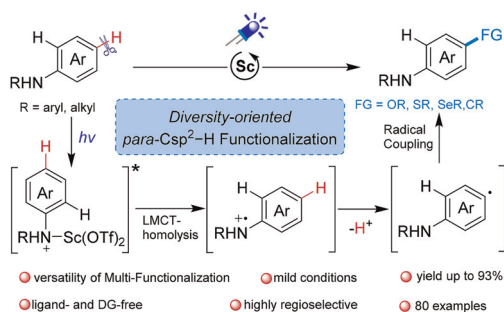 H
H
Ar
RHN
R = aryl, alkyl
Sc
H
FG
Ar
RHN
FG = OR, SR, SeR,CR
hν
Diversity-oriented
para-Csp²−H Functionalization
Radical
Coupling
H
Ar
H
RHN—Sc(OTf)₂
+
*
LMCT-
homolysis
H
H
Ar
RHN
+•
-H⁺
H
Ar
•
RHN
versatility of Multi-Functionalization
mild conditions
yield up to 93%
ligand- and DG-free
highly regioselective
80 examples